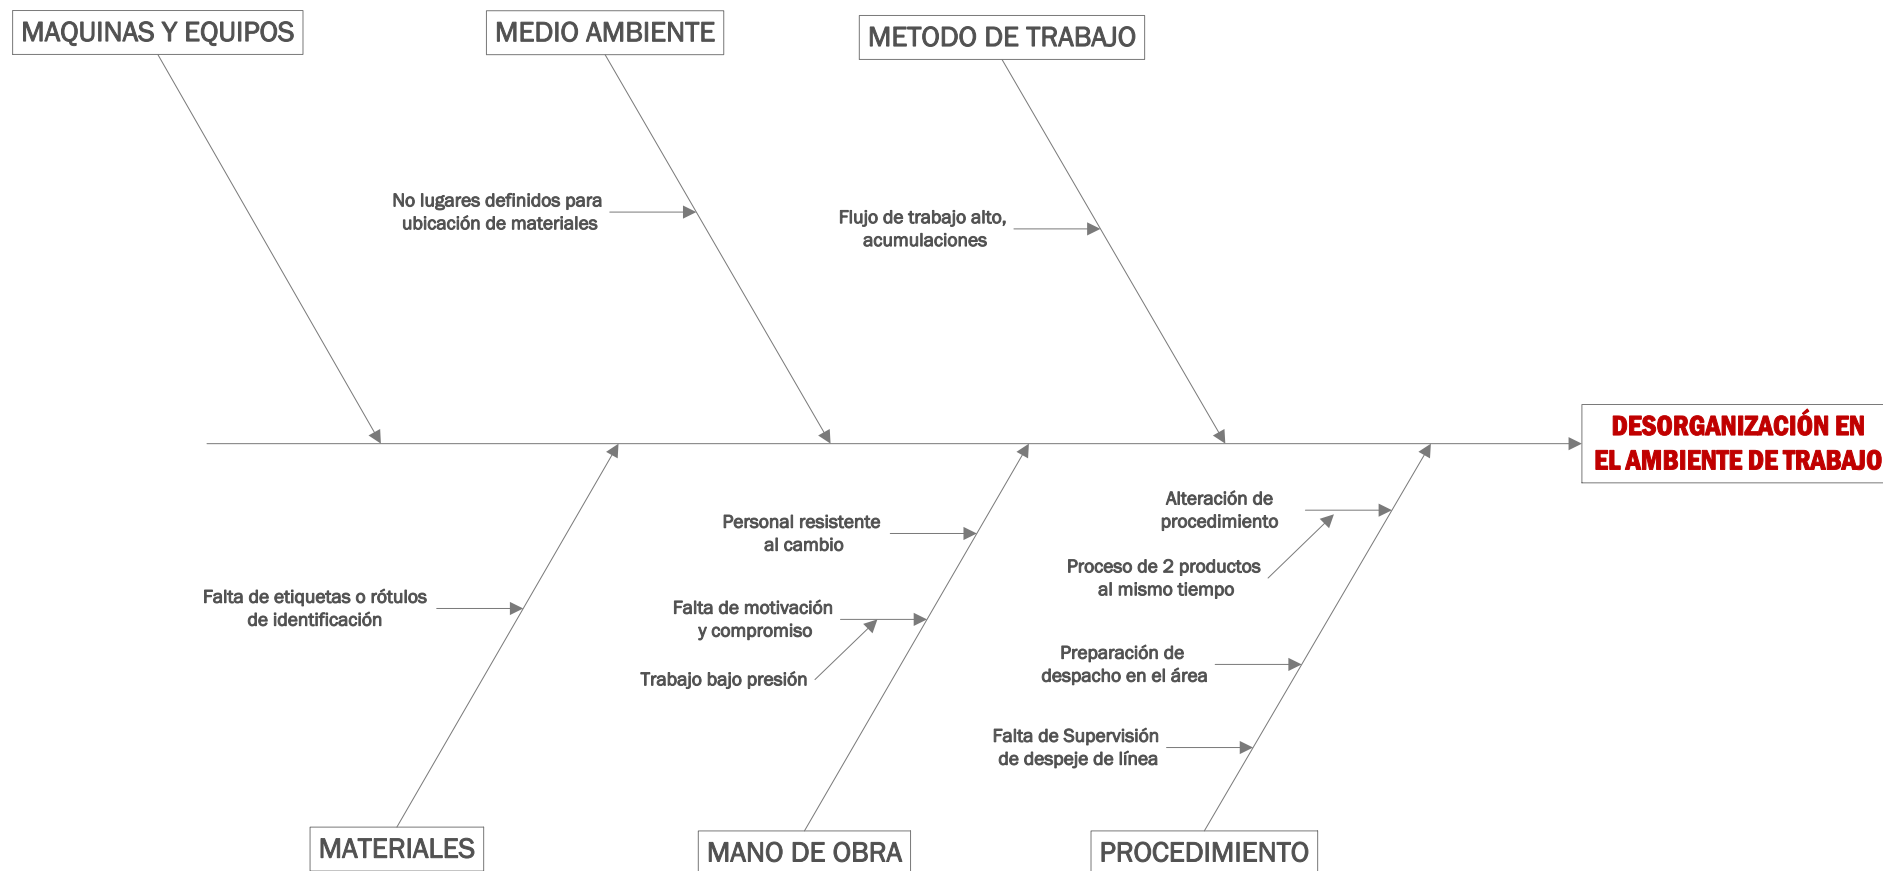 MAQUINAS Y EQUIPOS
MEDIO AMBIENTE
METODO DE TRABAJO
No lugares definidos para
ubicación de materiales
Flujo de trabajo alto,
acumulaciones
DESORGANIZACIÓN EN
EL AMBIENTE DE TRABAJO
Falta de etiquetas o rótulos
de identificación
Personal resistente
al cambio
Falta de motivación
y compromiso
Trabajo bajo presión
Alteración de
procedimiento
Proceso de 2 productos
al mismo tiempo
Preparación de
despacho en el área
Falta de Supervisión
de despeje de línea
MATERIALES
MANO DE OBRA
PROCEDIMIENTO